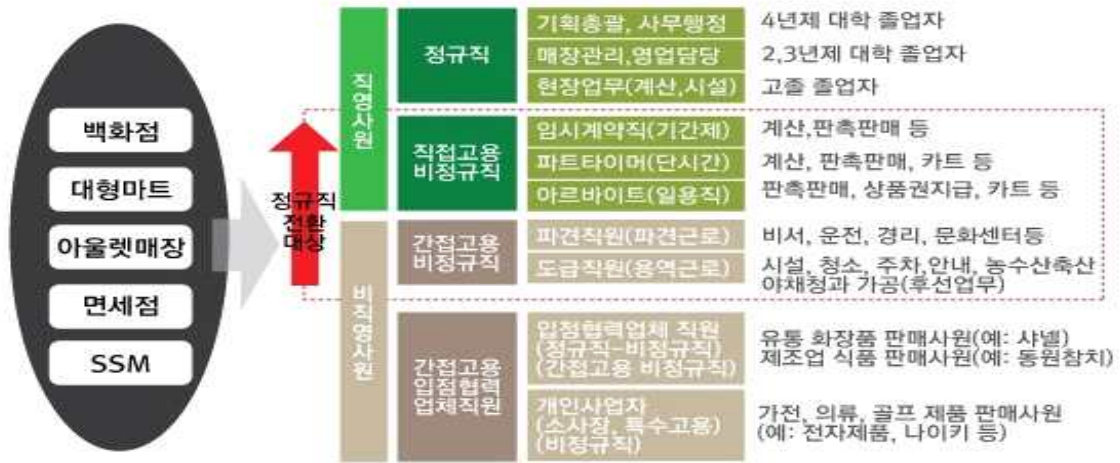 백화점
대형마트
아울렛매장
면세점
SSM
정규직
전환
대상
직영사원
정규직
기획총괄, 사무행정
4년제 대학 졸업자
매장관리,영업담당
2,3년제 대학 졸업자
현장업무(계산,시설)
고졸 졸업자
직접고용
비정규직
임시계약직(기간제)
계산,판촉판매 등
파트타이머(단시간)
계산, 판촉판매, 카트 등
아르바이트(일용직)
판촉판매, 상품권지급, 카트 등
비직영사원
간접고용
비정규직
파견직원(파견근로)
비서, 운전, 경리, 문화센터등
도급직원(용역근로)
시설, 청소, 주차,안내, 농수산축산
야채청과 가공(후선업무)
간접고용
입점협력
업체직원
입점협력업체 직원
(정규직-비정규직)
(간접고용 비정규직)
유통 화장품 판매사원(예: 샤넬)
제조업 식품 판매사원(예: 동원참치)
개인사업자
(소사장, 특수고용)
(비정규직)
가전, 의류, 골프 제품 판매사원
(예: 전자제품, 나이키 등)